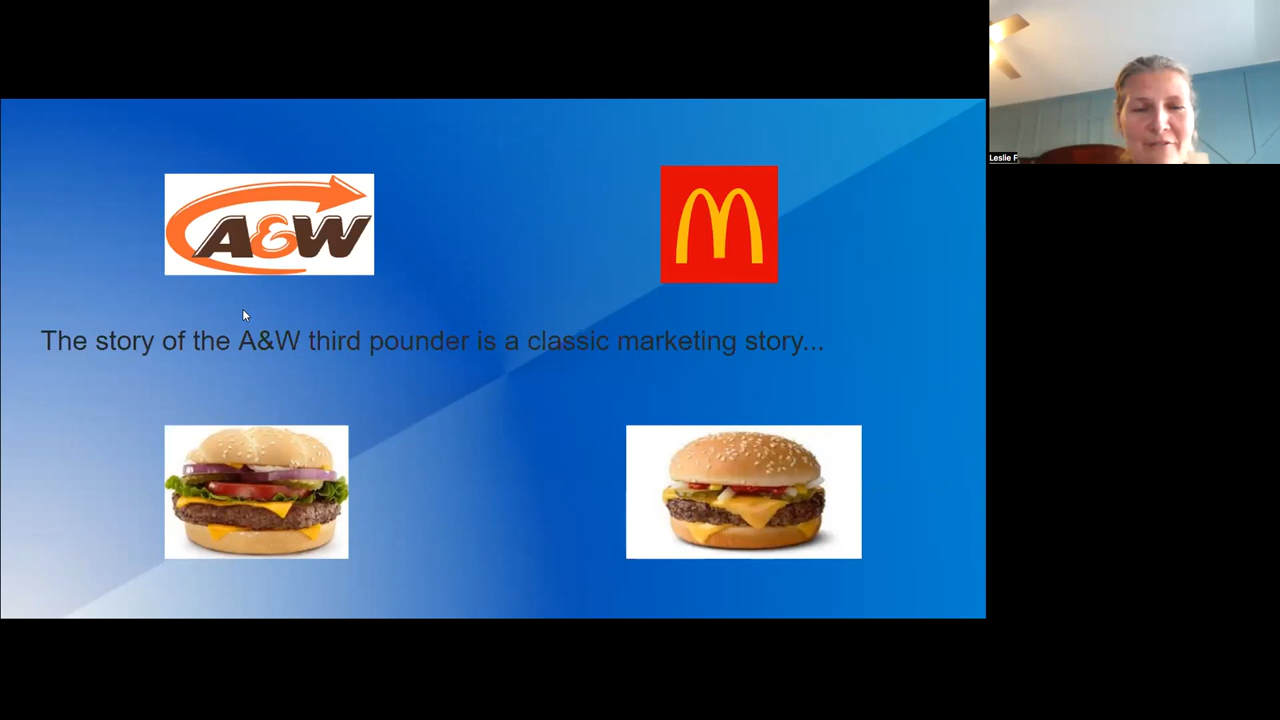 Leslie F
A&W
The story of the A&W third pounder is a classic marketing story...